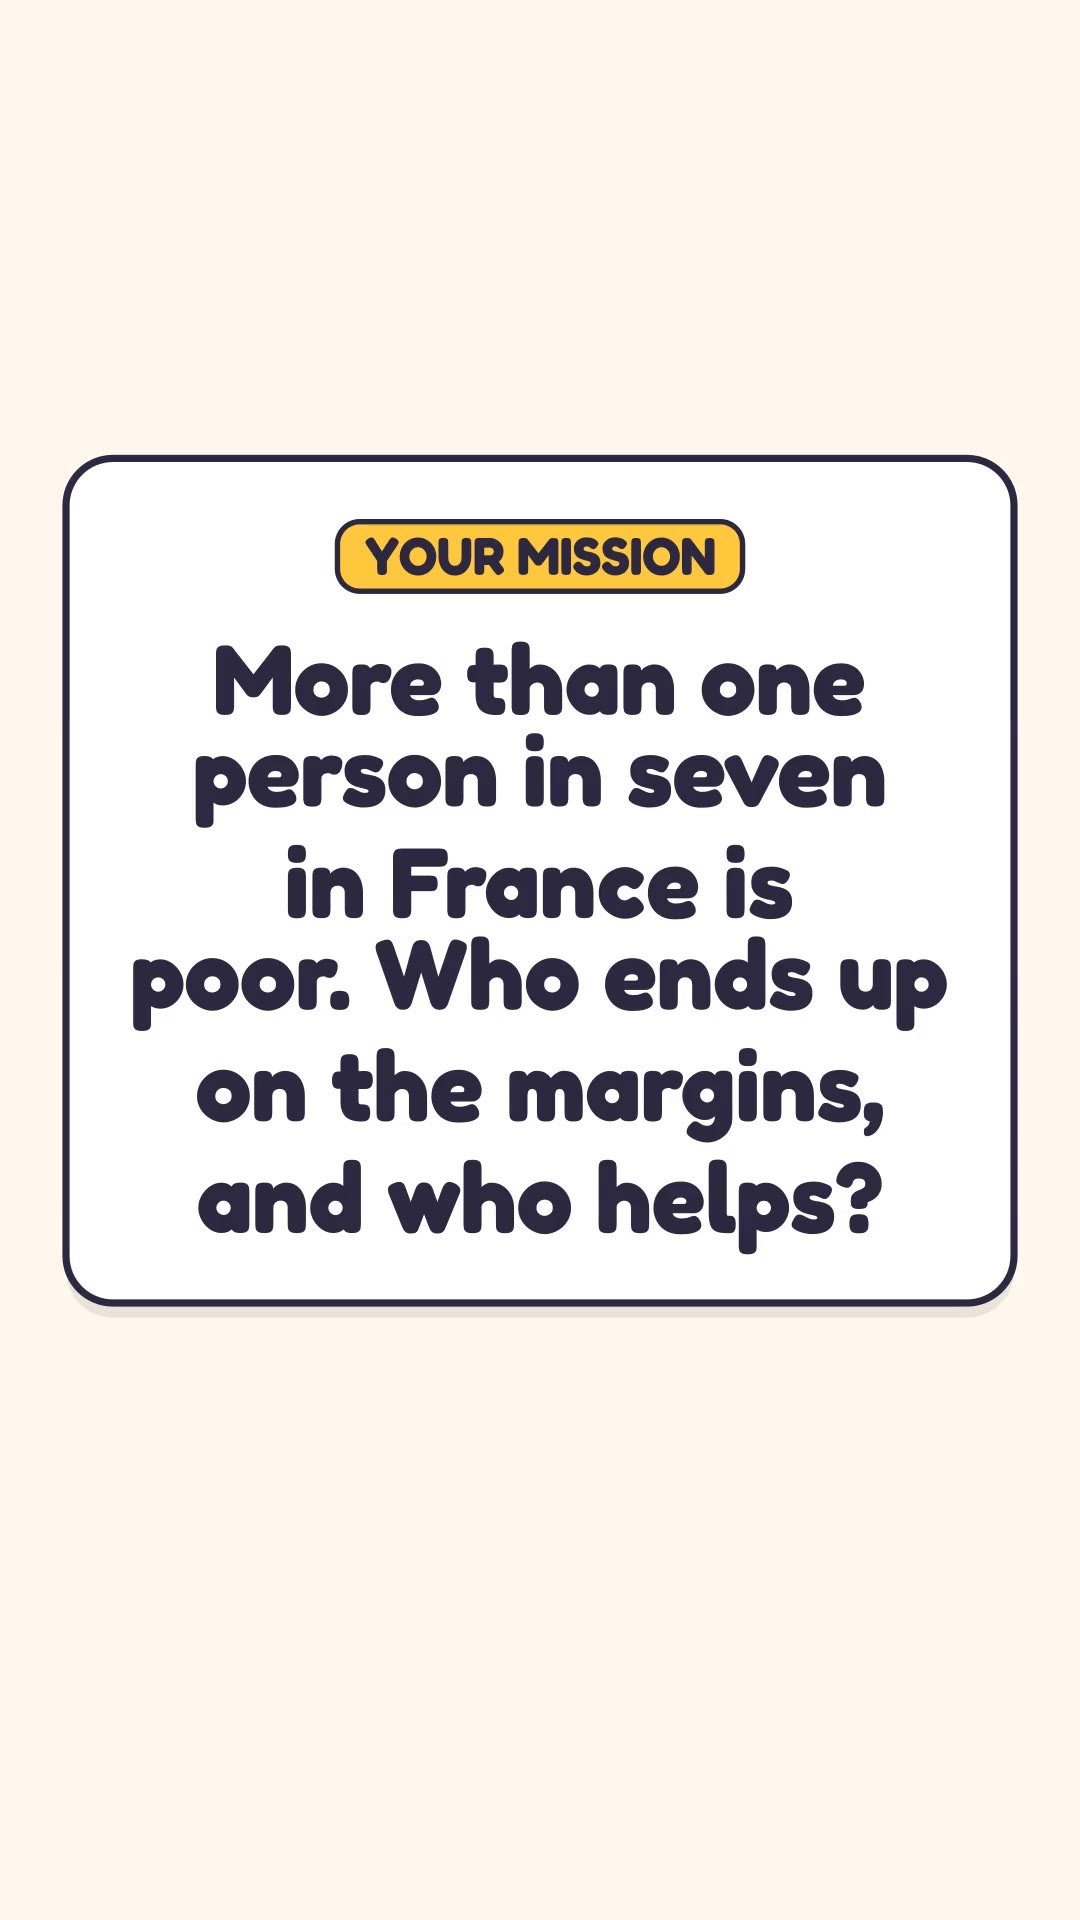 YOUR MISSION
More than one
person in seven
in France is
poor. Who ends up
on the margins,
and who helps?